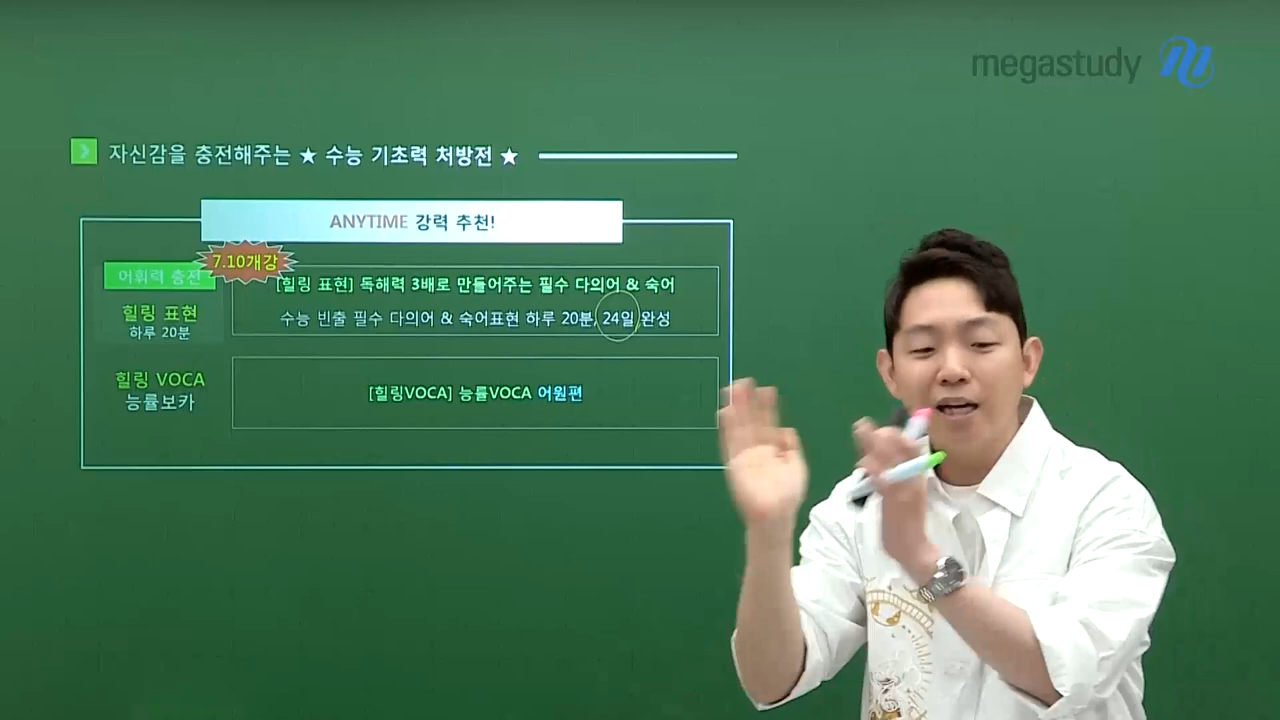 megastudy
자신감을 충전해주는 ★ 수능 기초력 처방전 ★
ANYTIME 강력 추천!
7.10개강
어휘력 충전
힐링 표현
하루 20분
[힐링 표현] 독해력 3배로 만들어주는 필수 다의어 & 숙어
수능 빈출 필수 다의어 & 숙어표현 하루 20분, 24일 완성
힐링 VOCA
능률보카
[힐링VOCA] 능률VOCA 어원편